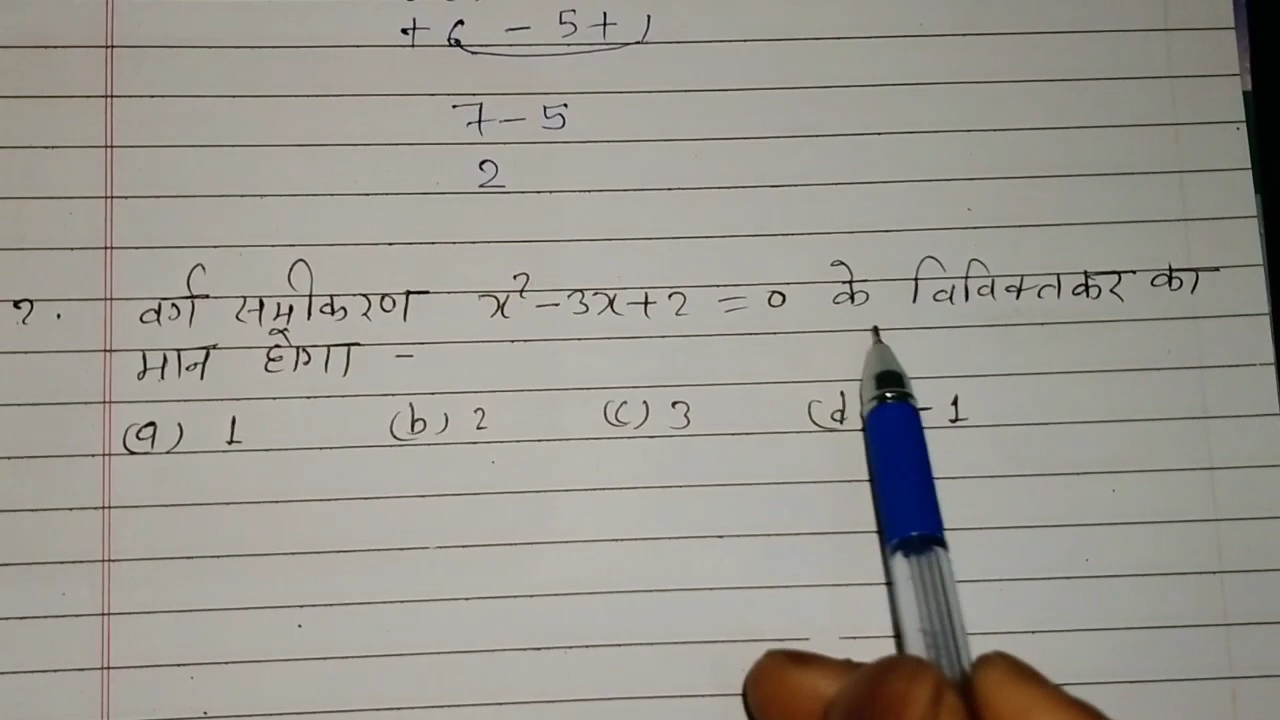 + 6 - 5 + 1
7 - 5
2
2. वर्ग समीकरण x² - 3x + 2 = 0 के विविक्तकर का
मान होगा -
(a) 1 (b) 2 (c) 3 (d) - 1